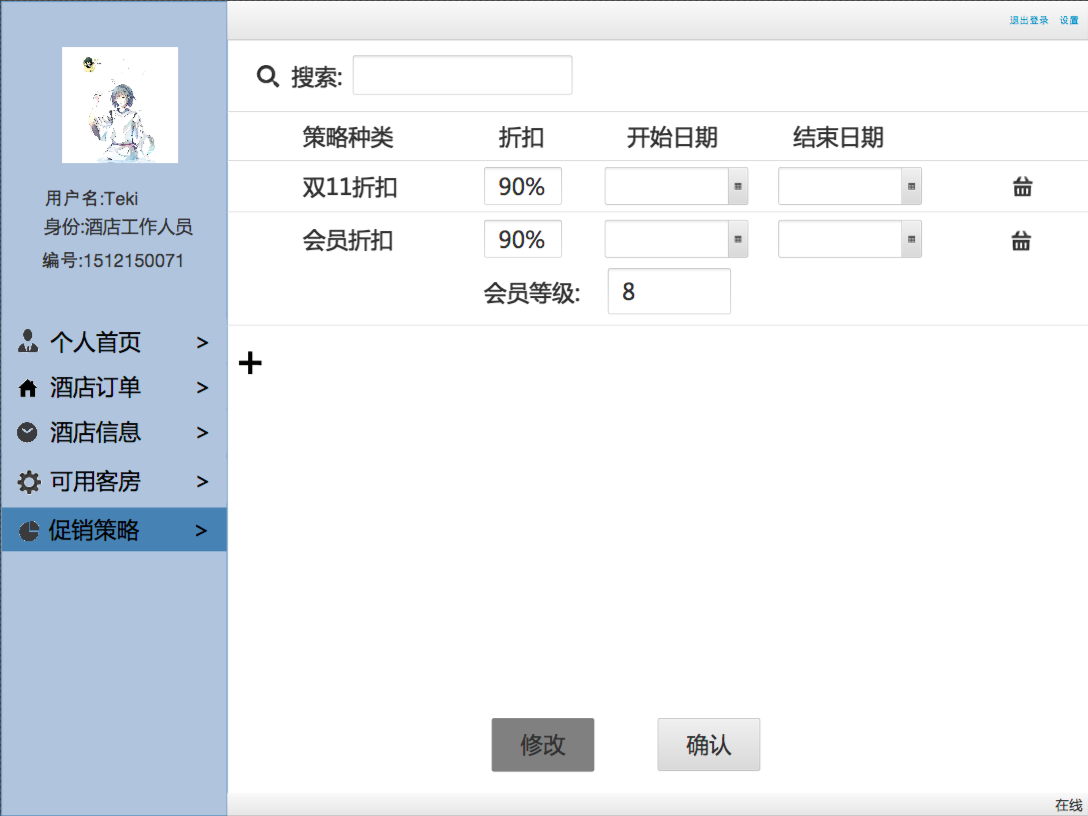 退出登录 设置
用户名:Teki
身份:酒店工作人员
编号:1512150071
个人首页 >
酒店订单 >
酒店信息 >
可用客房 >
促销策略 >
搜索:
策略种类 折扣 开始日期 结束日期
双11折扣 90%
会员折扣 90%
会员等级: 8
+
修改 确认
在线